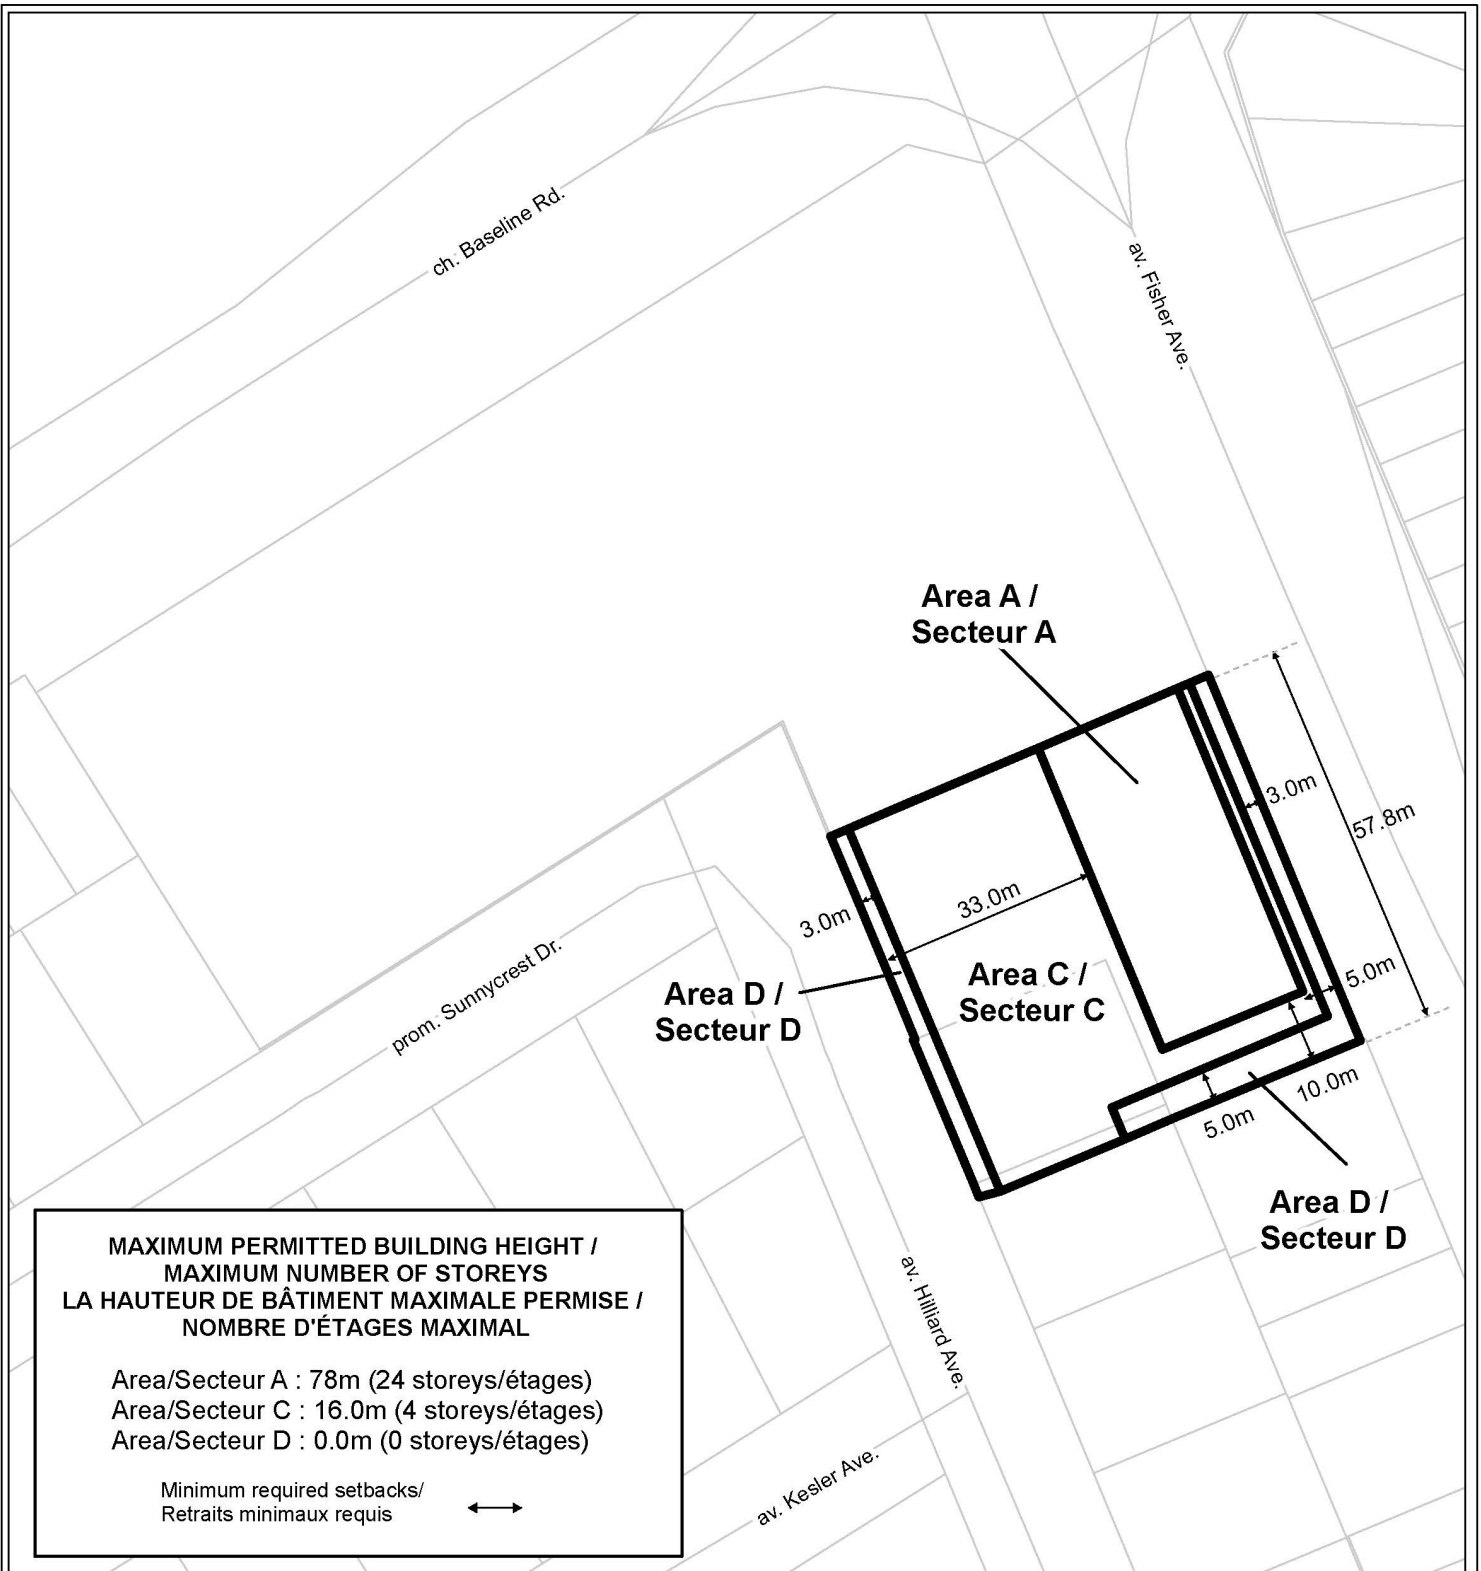 ch. Baseline Rd.
av. Fisher Ave.
Area A /
Secteur A
3.0m
57.8m
33.0m
3.0m
Area C /
Secteur C
5.0m
Area D /
Secteur D
prom. Sunnycrest Dr.
10.0m
5.0m
Area D /
Secteur D
MAXIMUM PERMITTED BUILDING HEIGHT /
MAXIMUM NUMBER OF STOREYS
LA HAUTEUR DE BÂTIMENT MAXIMALE PERMISE /
NOMBRE D'ÉTAGES MAXIMAL
Area/Secteur A : 78m (24 storeys/étages)
Area/Secteur C : 16.0m (4 storeys/étages)
Area/Secteur D : 0.0m (0 storeys/étages)
Minimum required setbacks/
Retraits minimaux requis
av. Hilliard Ave.
av. Kesler Ave.